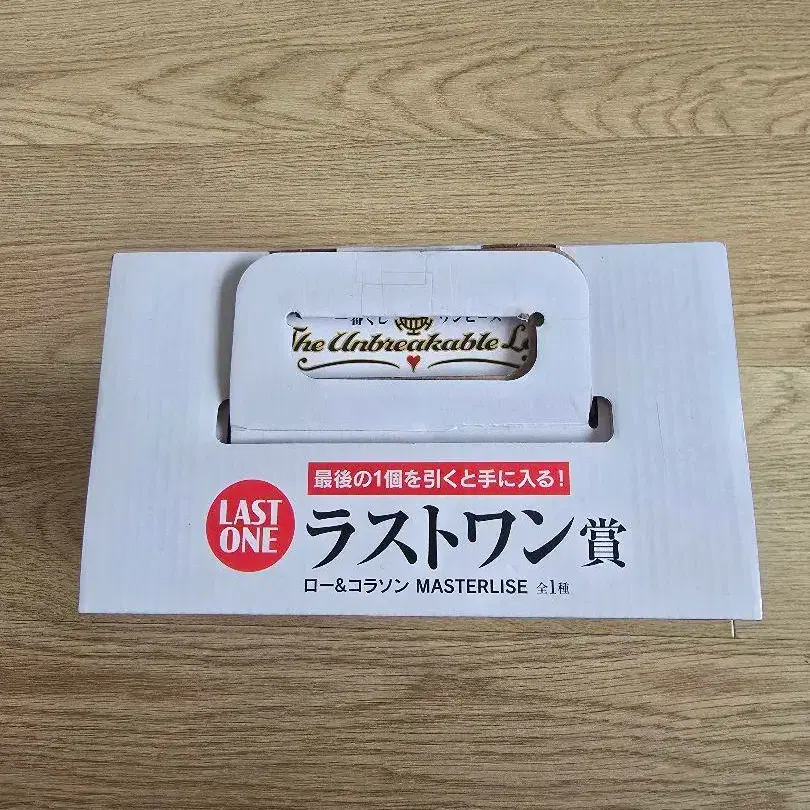 The Unbreakable
最後の1個を引くと手に入る!
LAST
ONE
ラストワン賞
ロー&コラソン MASTERLISE 全1種